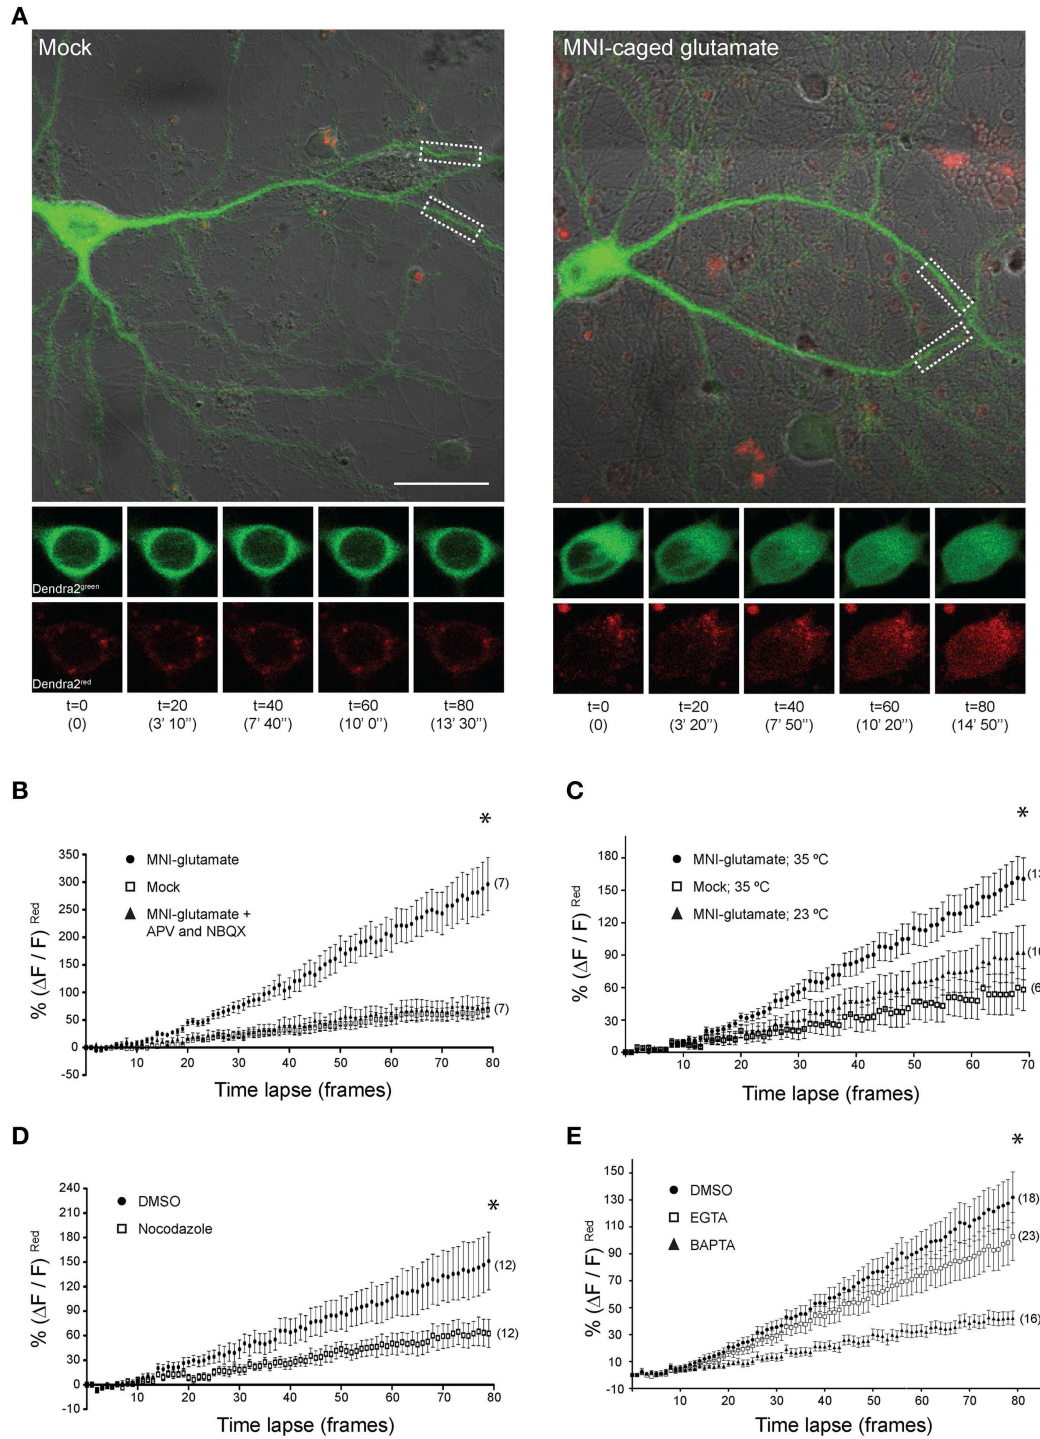 A
Mock
MNI-caged glutamate
Dendra2green
Dendra2red
t=0 t=20 t=40 t=60 t=80
(0) (3' 10'') (7' 40'') (10' 0'') (13' 30'')
t=0 t=20 t=40 t=60 t=80
(0) (3' 20'') (7' 50'') (10' 20'') (14' 50'')
B
*
% (ΔF / F) Red
350
300
250
200
150
100
50
0
-50
MNI-glutamate
Mock
MNI-glutamate +
APV and NBQX
(7)
(7)
10 20 30 40 50 60 70 80
Time lapse (frames)
C
*
% (ΔF / F) Red
180
150
120
90
60
30
0
MNI-glutamate; 35 ºC
Mock; 35 ºC
MNI-glutamate; 23 ºC
(13
(10
(6
10 20 30 40 50 60 70
Time lapse (frames)
D
*
% (ΔF / F) Red
240
210
180
150
120
90
60
30
0
-10
DMSO
Nocodazole
(12)
(12)
10 20 30 40 50 60 70 80
Time lapse (frames)
E
*
% (ΔF / F) Red
150
130
110
90
70
50
30
10
-10
DMSO
EGTA
BAPTA
(18)
(23)
(16)
10 20 30 40 50 60 70 80
Time lapse (frames)